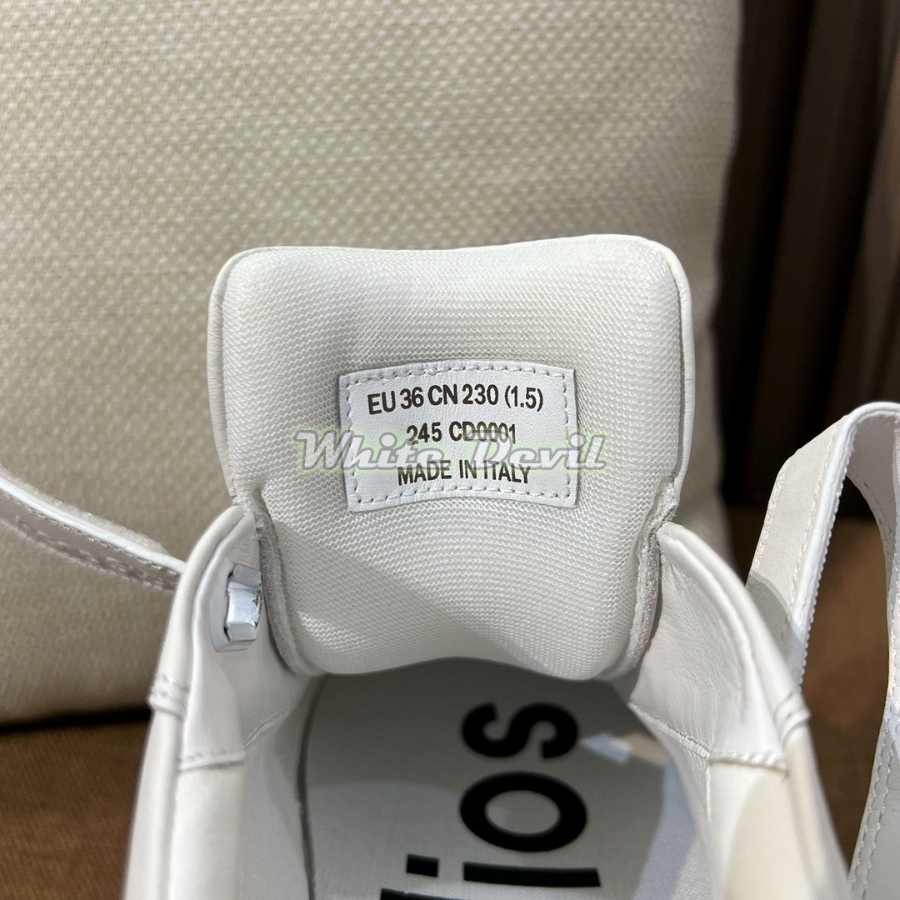 EU 36 CN 230 (1.5)
245 CD0001
White Devil
MADE IN ITALY